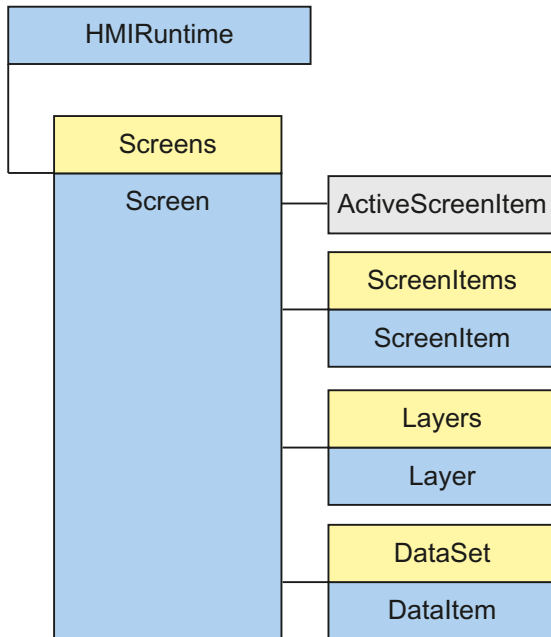 HMIRuntime
Screens
Screen
ActiveScreenItem
ScreenItems
ScreenItem
Layers
Layer
DataSet
DataItem